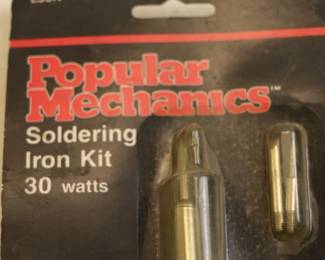 Popular
Mechanics™
Soldering
Iron Kit
30 watts